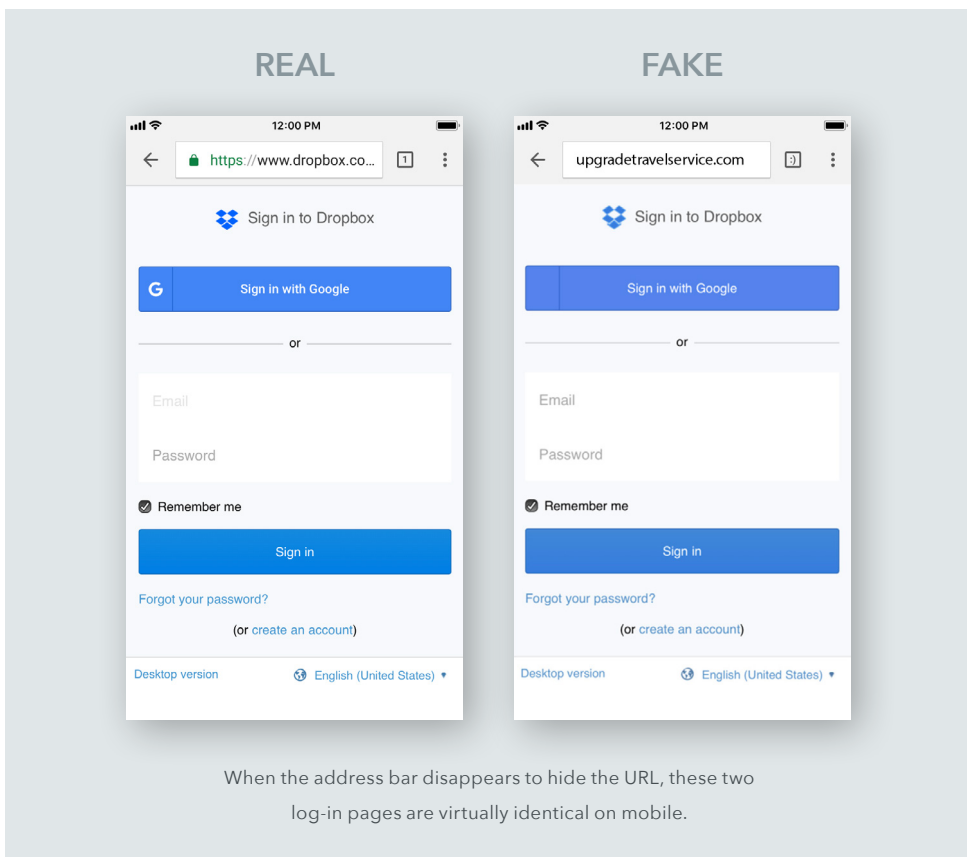 REAL
12:00 PM
https://www.dropbox.co...
1
Sign in to Dropbox
G
Sign in with Google
or
Email
Password
Remember me
Sign in
Forgot your password?
(or create an account)
Desktop version
English (United States)
FAKE
12:00 PM
upgradetravelservice.com
:)
Sign in to Dropbox
Sign in with Google
or
Email
Password
Remember me
Sign in
Forgot your password?
(or create an account)
Desktop version
English (United States)
When the address bar disappears to hide the URL, these two
log-in pages are virtually identical on mobile.